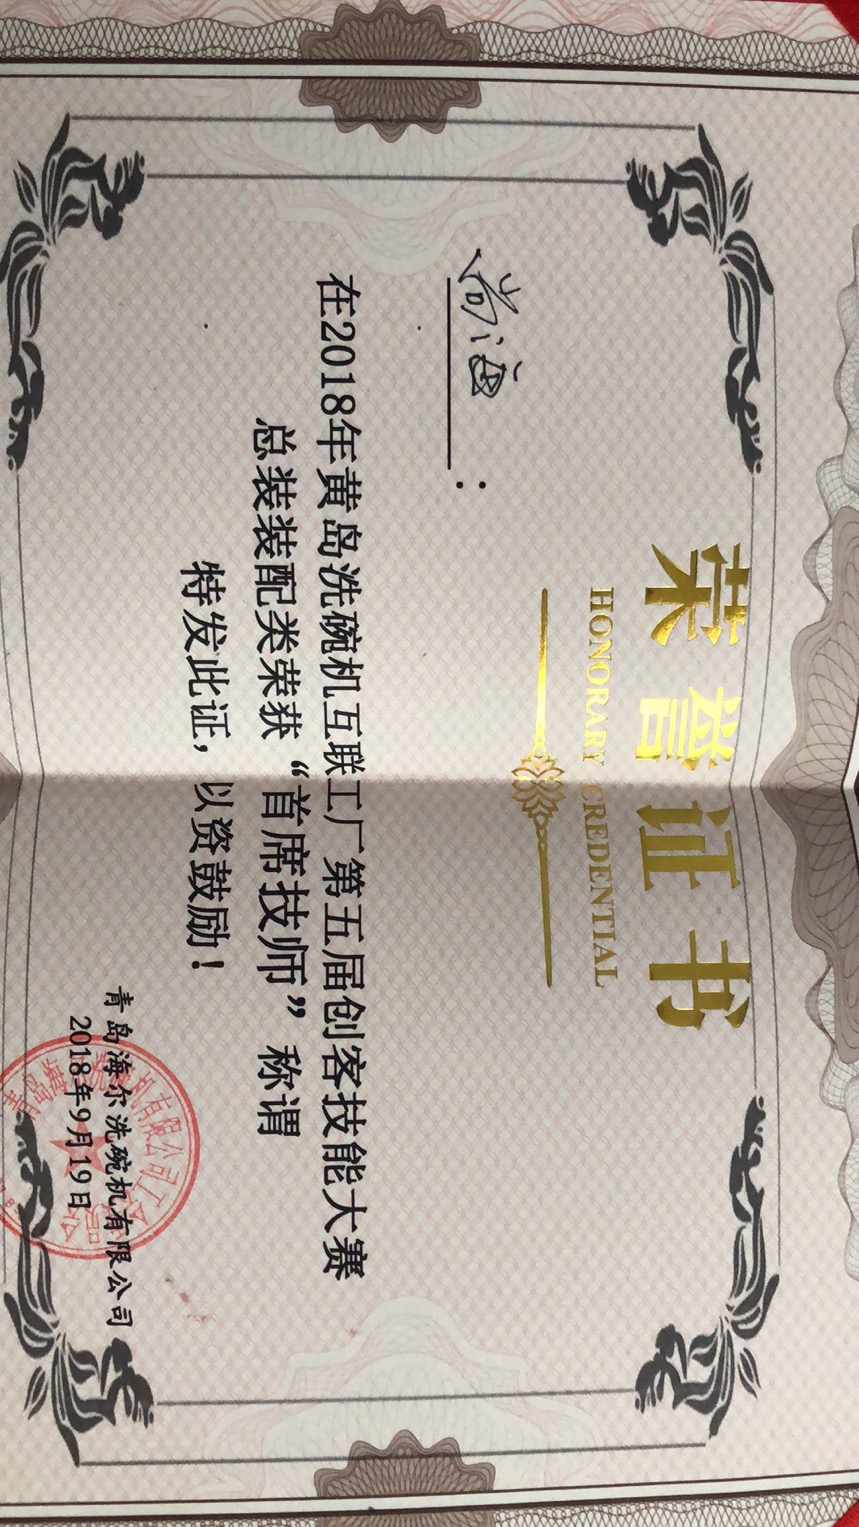 荣誉证书
HONORARY CREDENTIAL
尚海：
在2018年黄岛洗碗机互联工厂第五届创客技能大赛
总装装配类荣获“首席技师”称谓
特发此证，以资鼓励！
青岛海尔洗碗机有限公司
2018年9月19日